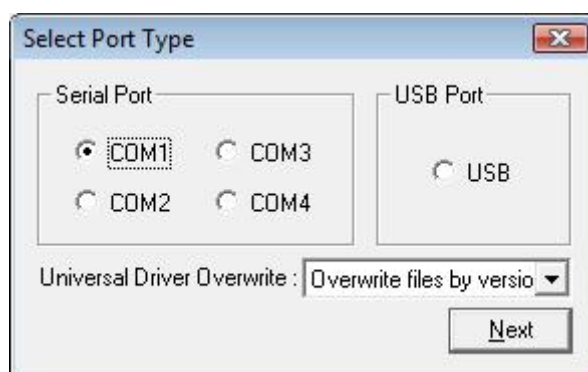 Select Port Type
Serial Port
USB Port
COM1 COM3
USB
COM2 COM4
Universal Driver Overwrite : Overwrite files by versio
Next